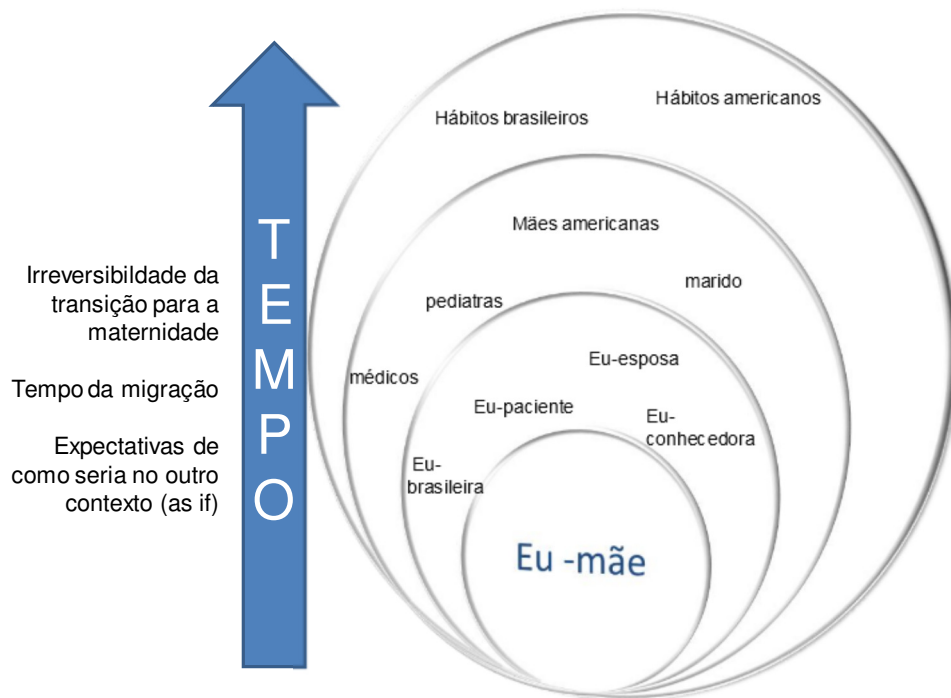 Irreversibildade da
transição para a
maternidade
Tempo da migração
Expectativas de
como seria no outro
contexto (as if)
TEMPO
Hábitos brasileiros
Hábitos americanos
Mães americanas
marido
pediatras
médicos
Eu-esposa
Eu-paciente
Eu-
conhecedora
Eu-
brasileira
Eu -mãe